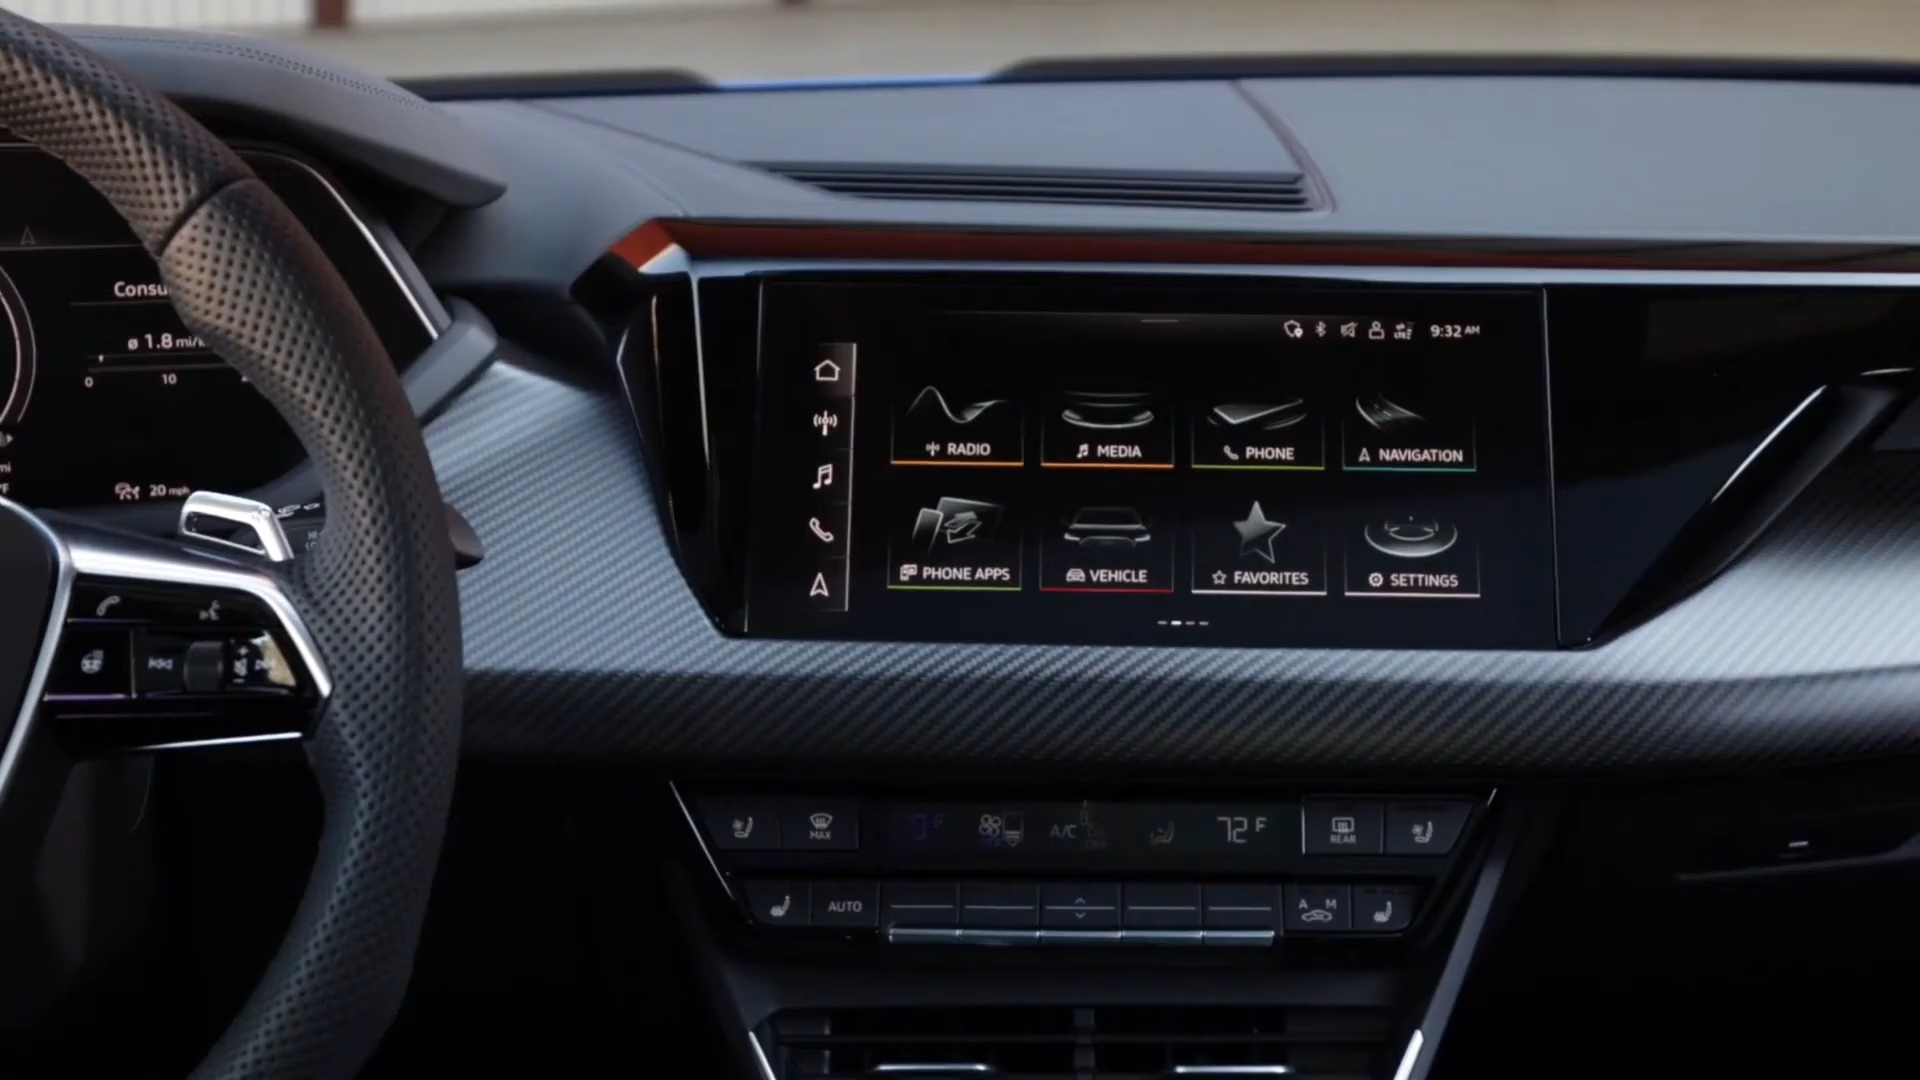 Consu
ø 1.8 mi/k
0 10 2
20 mph
9:32 AM
RADIO
MEDIA
PHONE
NAVIGATION
PHONE APPS
VEHICLE
FAVORITES
SETTINGS
MAX
A/C
72 F
REAR
AUTO
A M